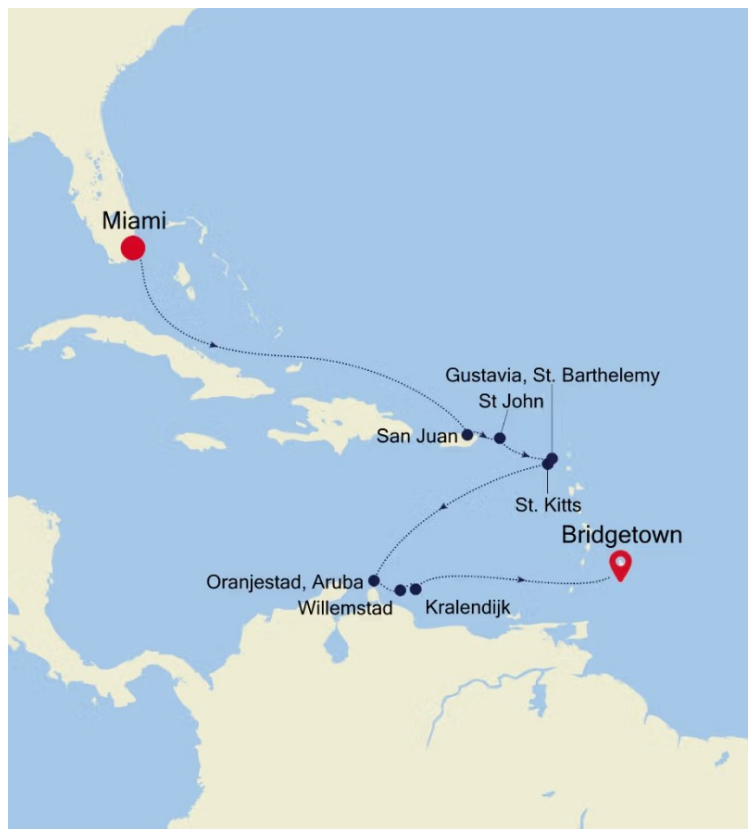 Miami
Gustavia, St. Barthelemy
St John
San Juan
St. Kitts
Bridgetown
Oranjestad, Aruba
Willemstad
Kralendijk